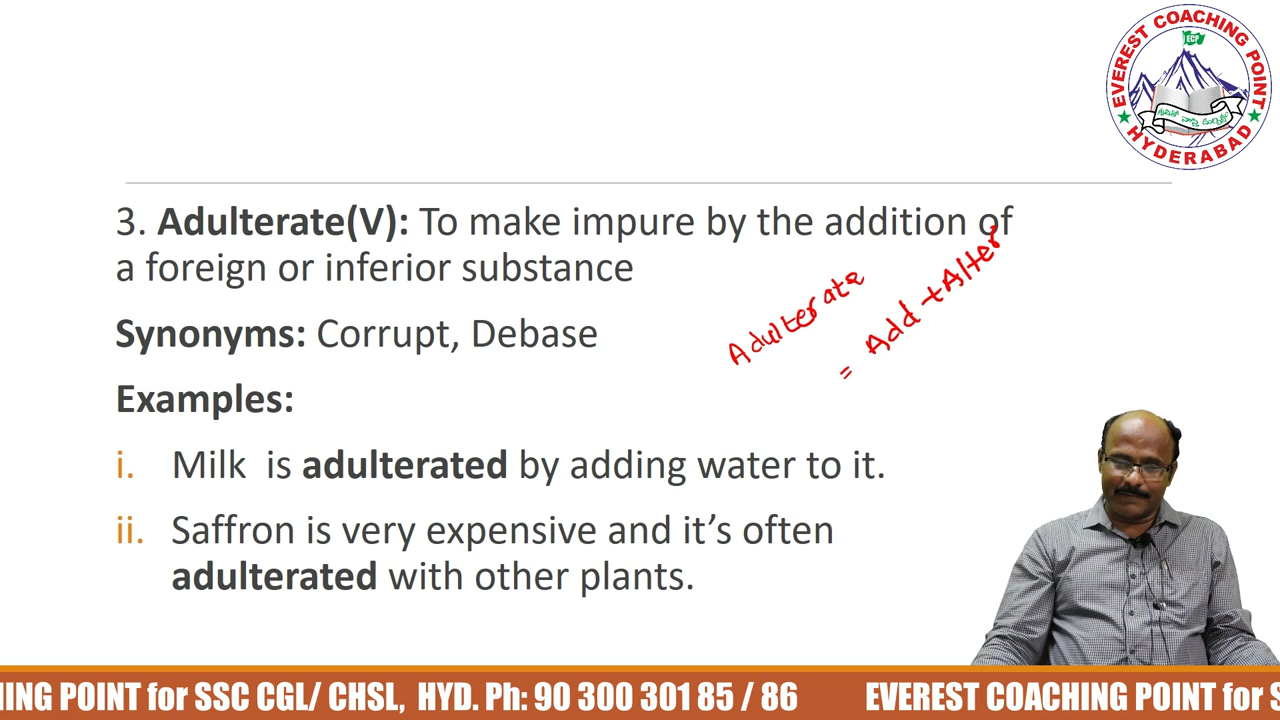 EVEREST COACHING POINT
ECP
HYDERABAD
3. Adulterate(V): To make impure by the addition of
a foreign or inferior substance
Adulterate
= Add + Alter
Synonyms: Corrupt, Debase
Examples:
i. Milk is adulterated by adding water to it.
ii. Saffron is very expensive and it's often
adulterated with other plants.
HING POINT for SSC CGL/ CHSL, HYD. Ph: 90 300 301 85 / 86 EVEREST COACHING POINT for S